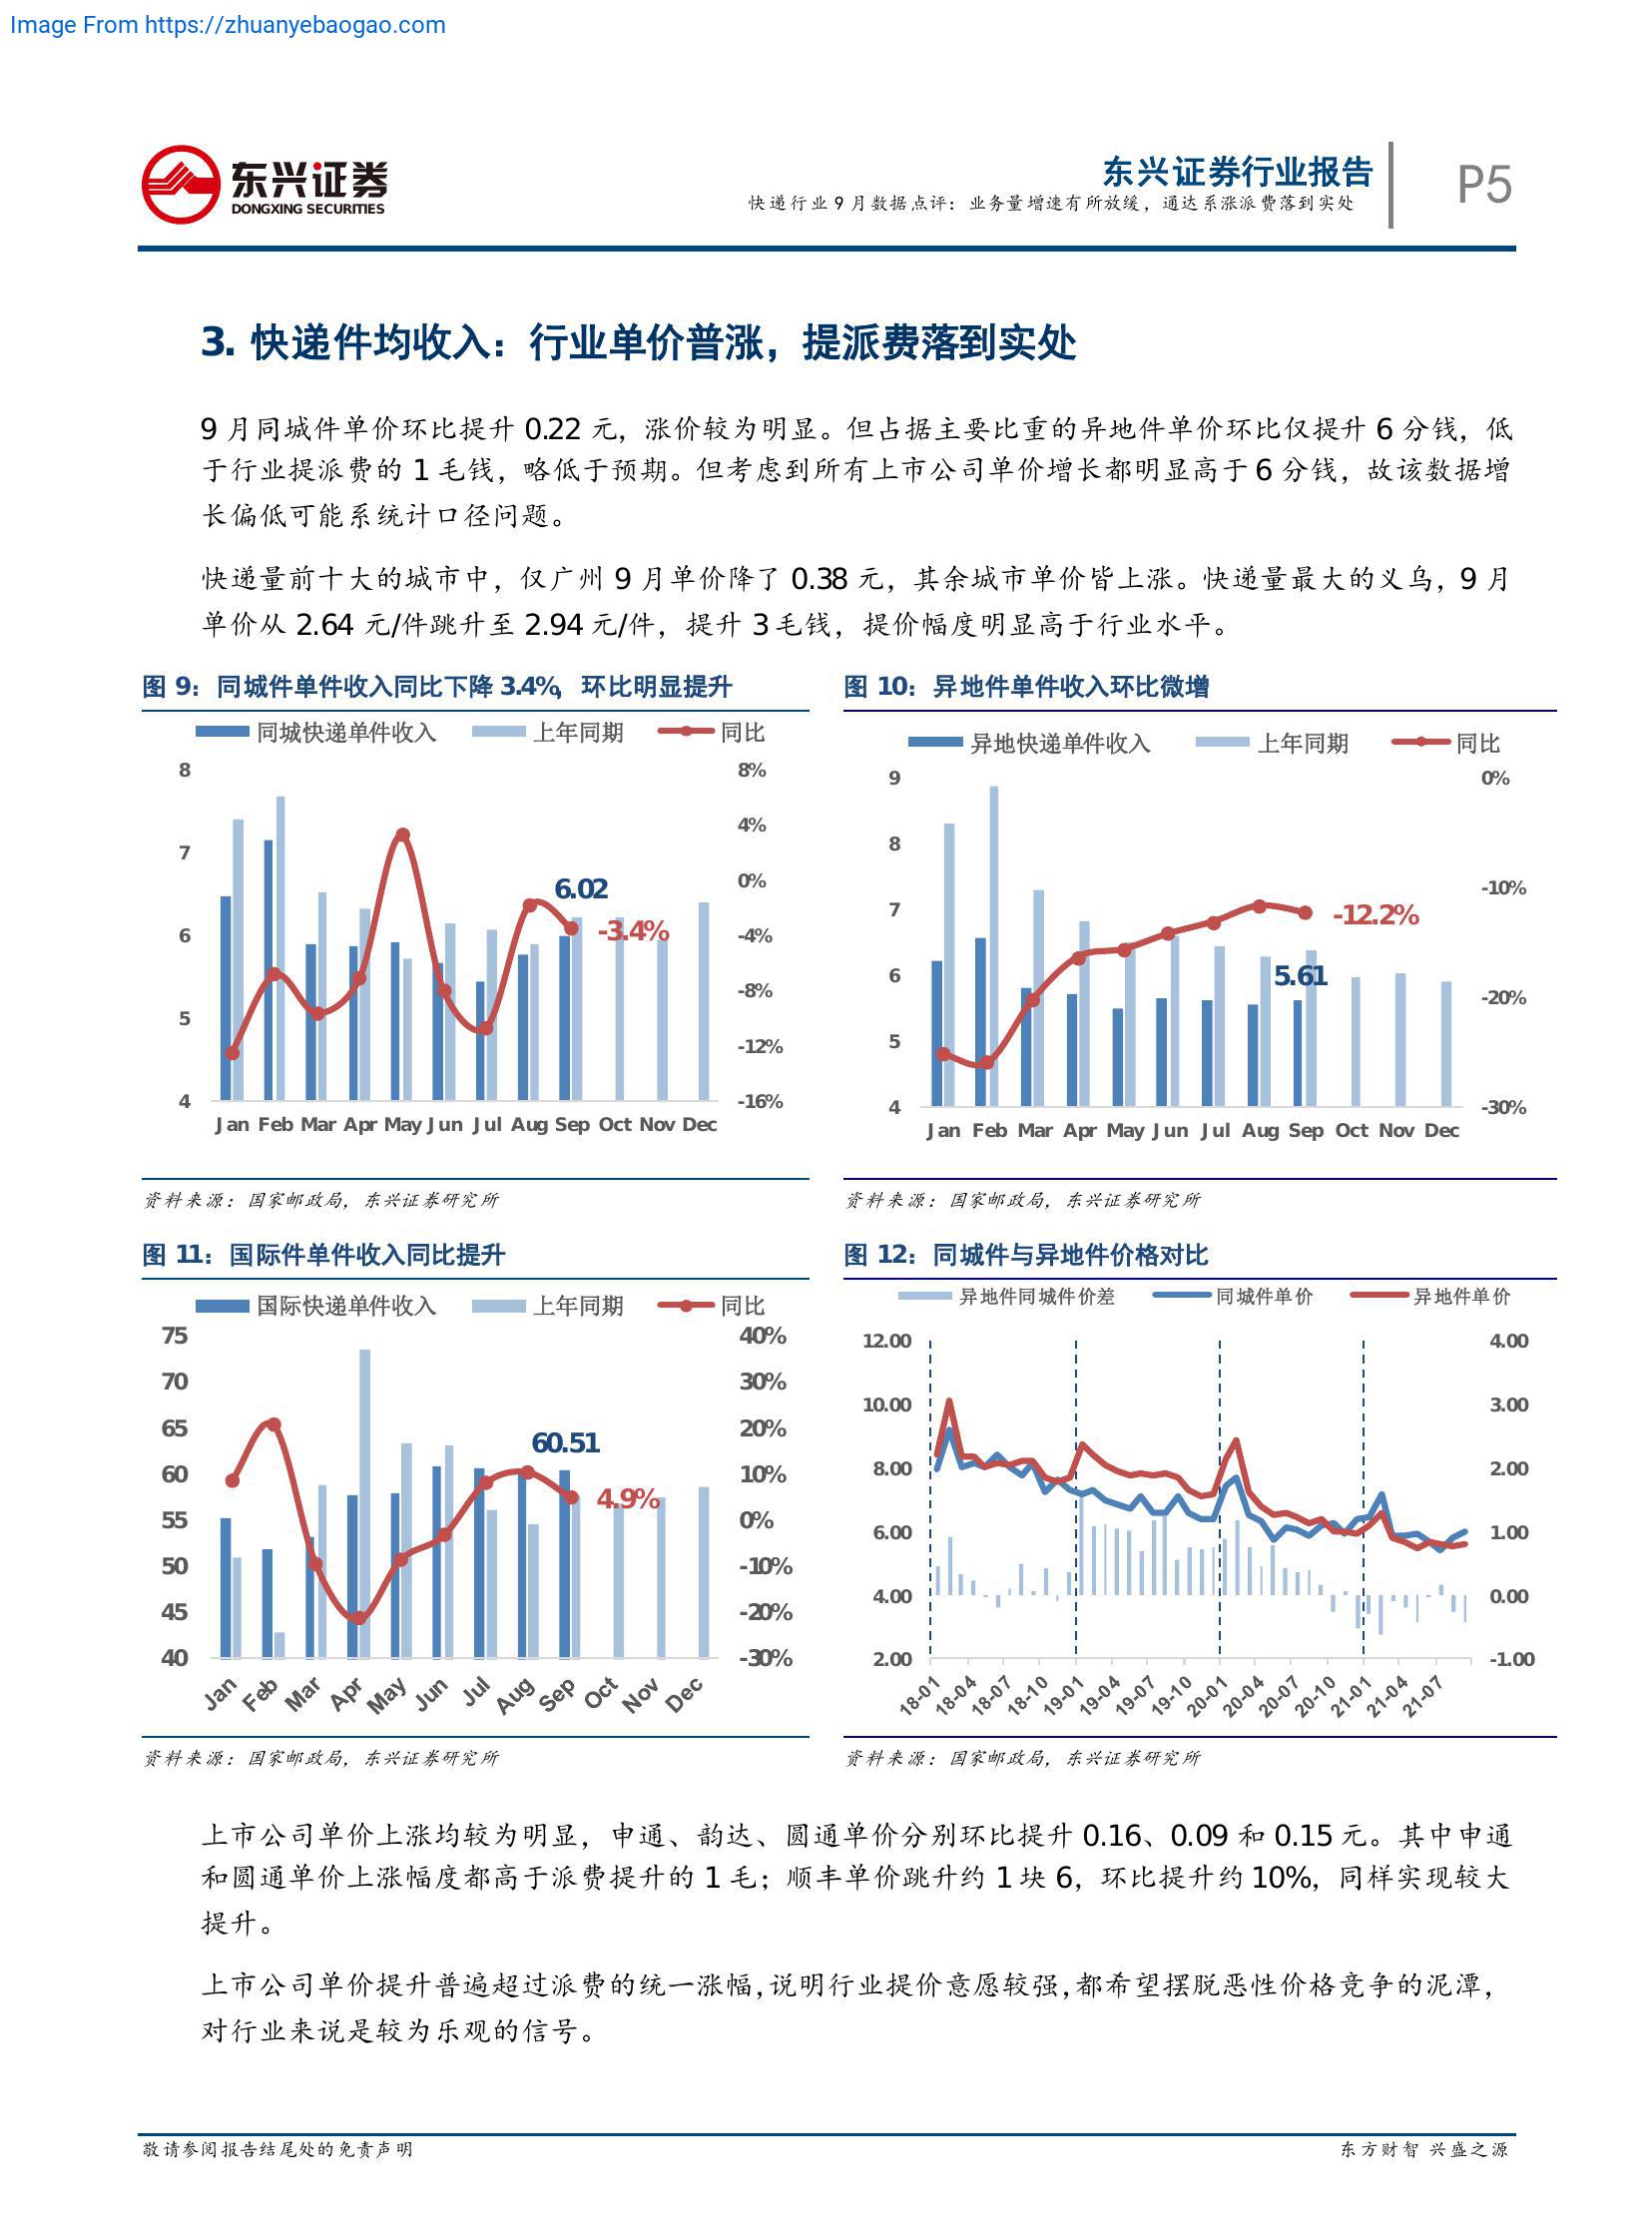 Image From https://zhuanyebaogao.com
东兴证券
DONGXING SECURITIES
东兴证券行业报告
快递行业9月数据点评：业务量增速有所放缓，通达系涨派费落到实处
P5
3. 快递件均收入：行业单价普涨，提派费落到实处
9 月同城件单价环比提升 0.22 元，涨价较为明显。但占据主要比重的异地件单价环比仅提升 6 分钱，低
于行业提派费的 1 毛钱，略低于预期。但考虑到所有上市公司单价增长都明显高于 6 分钱，故该数据增
长偏低可能系统计口径问题。
快递量前十大的城市中，仅广州 9 月单价降了 0.38 元，其余城市单价皆上涨。快递量最大的义乌，9 月
单价从 2.64 元/件跳升至 2.94 元/件，提升 3 毛钱，提价幅度明显高于行业水平。
图 9：同城件单件收入同比下降 3.4%，环比明显提升
同城快递单件收入 上年同期 同比
8 8%
4%
7
0%
6.02
-3.4%
6 -4%
-8%
5
-12%
4 -16%
Jan Feb Mar Apr May Jun Jul Aug Sep Oct Nov Dec
资料来源：国家邮政局，东兴证券研究所
图 10：异地件单件收入环比微增
异地快递单件收入 上年同期 同比
9 0%
8
-10%
7
-12.2%
6
5.61
-20%
5
4 -30%
Jan Feb Mar Apr May Jun Jul Aug Sep Oct Nov Dec
资料来源：国家邮政局，东兴证券研究所
图 11：国际件单件收入同比提升
国际快递单件收入 上年同期 同比
75 40%
70 30%
65 20%
60.51
60 10%
4.9%
55 0%
50 -10%
45 -20%
40 -30%
Jan Feb Mar Apr May Jun Jul Aug Sep Oct Nov Dec
资料来源：国家邮政局，东兴证券研究所
图 12：同城件与异地件价格对比
异地件同城件价差 同城件单价 异地件单价
12.00 4.00
10.00 3.00
8.00 2.00
6.00 1.00
4.00 0.00
2.00 -1.00
18-01 18-04 18-07 18-10 19-01 19-04 19-07 19-10 20-01 20-04 20-07 20-10 21-01 21-04 21-07
资料来源：国家邮政局，东兴证券研究所
上市公司单价上涨均较为明显，申通、韵达、圆通单价分别环比提升 0.16、0.09 和 0.15 元。其中申通
和圆通单价上涨幅度都高于派费提升的 1 毛；顺丰单价跳升约 1 块 6，环比提升约 10%，同样实现较大
提升。
上市公司单价提升普遍超过派费的统一涨幅，说明行业提价意愿较强，都希望摆脱恶性价格竞争的泥潭，
对行业来说是较为乐观的信号。
敬请参阅报告结尾处的免责声明
东方财智 兴盛之源